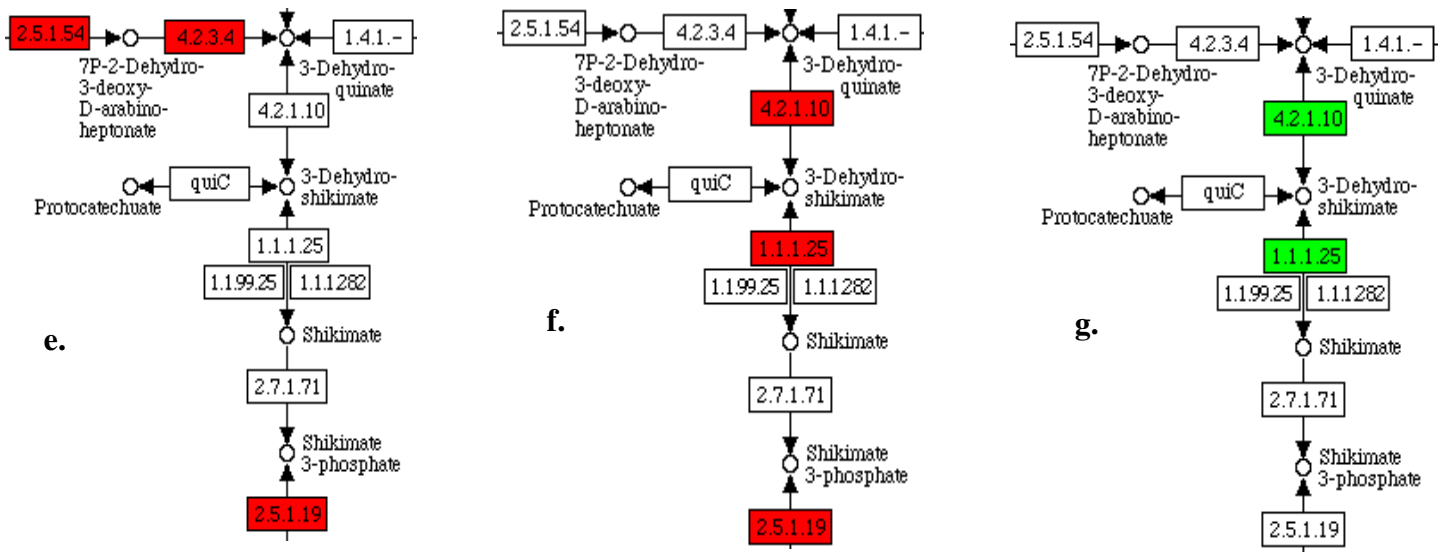 2.5.1.54
4.2.3.4
1.4.1.–
7P-2-Dehydro-
3-deoxy-
D-arabino-
heptonate
3-Dehydro-
quinate
4.2.1.10
quiC
3-Dehydro-
shikimate
Protocatechuate
1.1.1.25
1.1.99.25
1.1.1.282
e.
Shikimate
2.7.1.71
Shikimate
3-phosphate
2.5.1.19
2.5.1.54
4.2.3.4
1.4.1.–
7P-2-Dehydro-
3-deoxy-
D-arabino-
heptonate
3-Dehydro-
quinate
4.2.1.10
quiC
3-Dehydro-
shikimate
Protocatechuate
1.1.1.25
1.1.99.25
1.1.1.282
f.
Shikimate
2.7.1.71
Shikimate
3-phosphate
2.5.1.19
2.5.1.54
4.2.3.4
1.4.1.–
7P-2-Dehydro-
3-deoxy-
D-arabino-
heptonate
3-Dehydro-
quinate
4.2.1.10
quiC
3-Dehydro-
shikimate
Protocatechuate
1.1.1.25
1.1.99.25
1.1.1.282
g.
Shikimate
2.7.1.71
Shikimate
3-phosphate
2.5.1.19